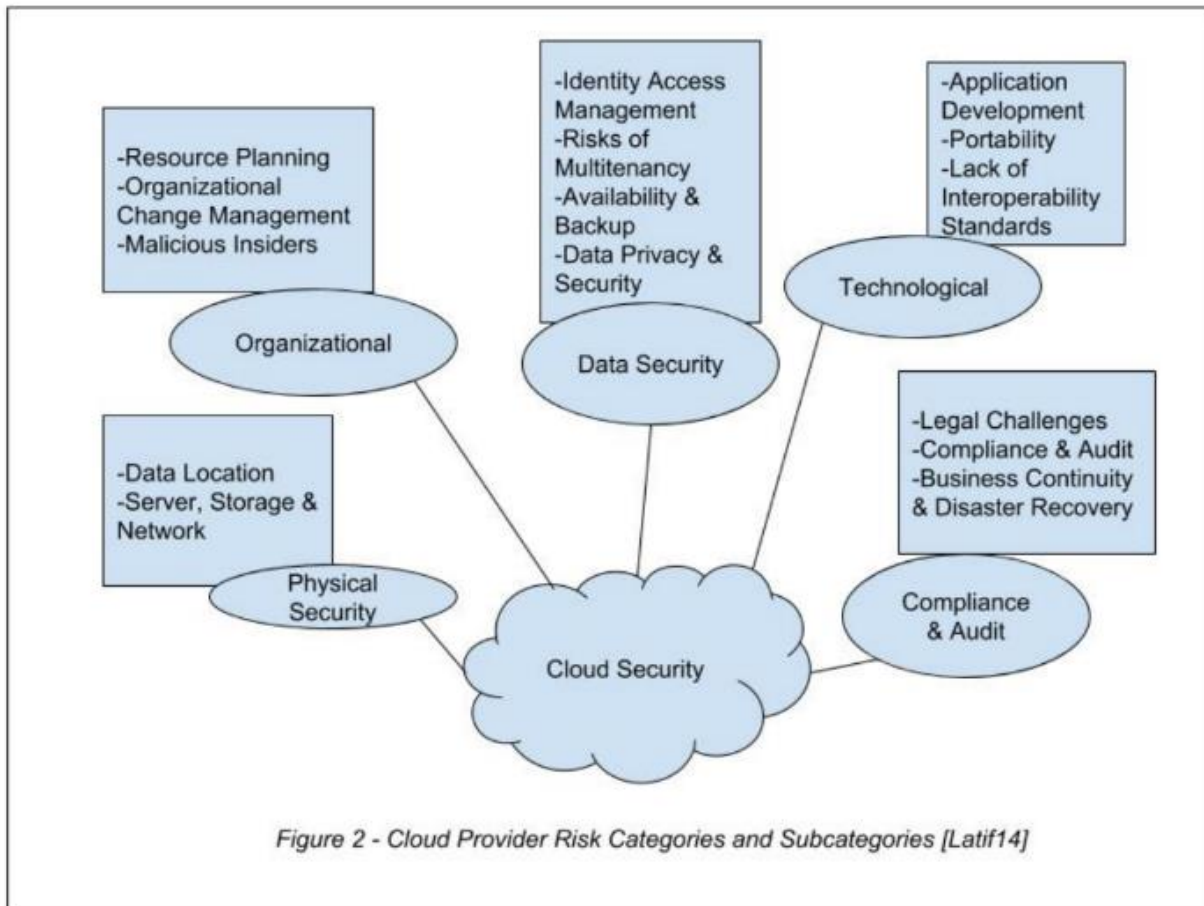 -Resource Planning
-Organizational
Change Management
-Malicious Insiders
Organizational
-Identity Access
Management
-Risks of
Multitenancy
-Availability &
Backup
-Data Privacy &
Security
Data Security
-Application
Development
-Portability
-Lack of
Interoperability
Standards
Technological
-Data Location
-Server, Storage &
Network
Physical
Security
-Legal Challenges
-Compliance & Audit
-Business Continuity
& Disaster Recovery
Compliance
& Audit
Cloud Security
Figure 2 - Cloud Provider Risk Categories and Subcategories [Latif14]